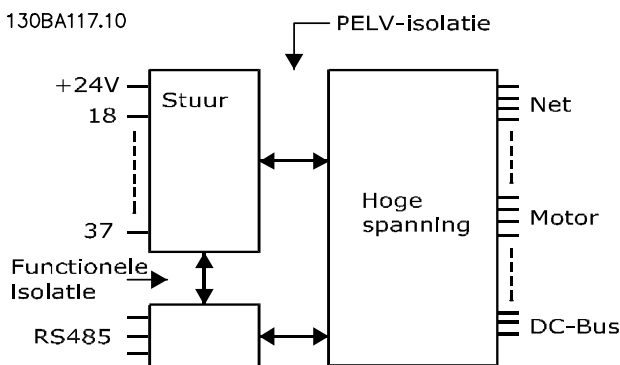 130BA117.10
PELV-isolatie
+24V
Stuur
18
Net
Hoge
spanning
Motor
37
Functionele
isolatie
RS485
DC-Bus